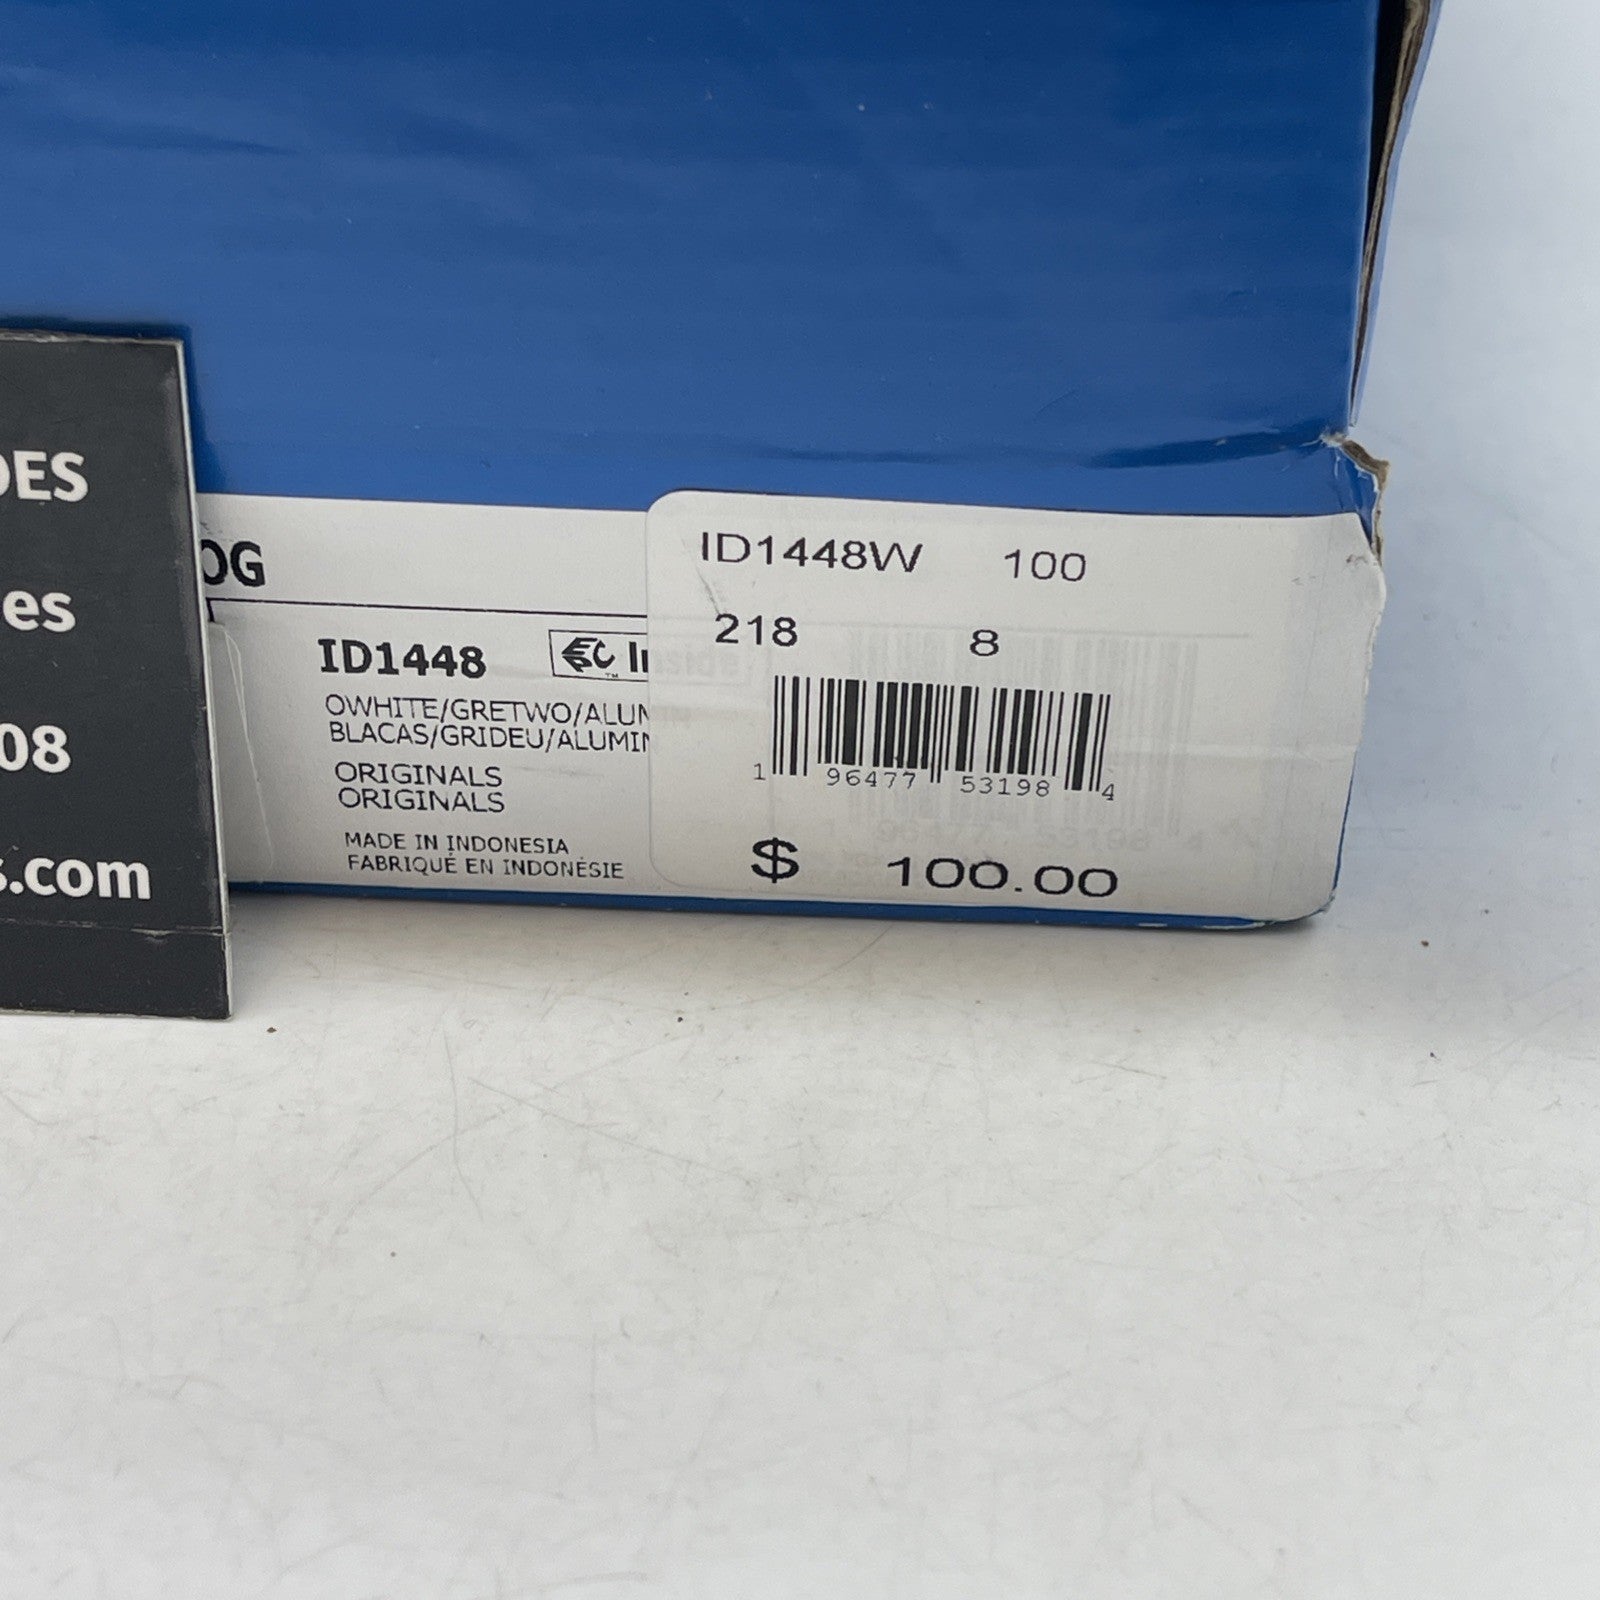 DES
es
08
s.com
OG
ID1448
OWHITE/GRETWO/ALUM
BLACAS/GRIDEU/ALUMIN
ORIGINALS
ORIGINALS
MADE IN INDONESIA
FABRIQUÉ EN INDONÉSIE
ID1448W 100
218 8
1 96477 53198 4
$ 100.00